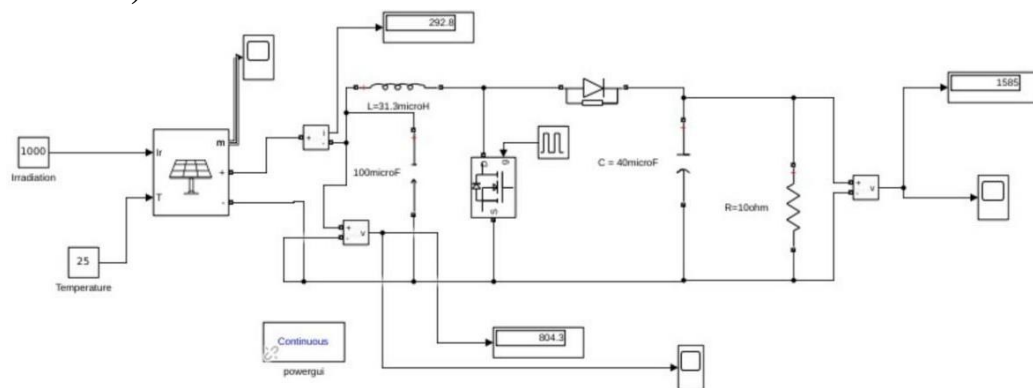 292.8
1585
L=31.3microH
1000
Irradiation
m
Ir
+
T
-
+
i
-
100microF
g
D
S
C = 40microF
R=10ohm
+
-
v
+
-
v
25
Temperature
Continuous
powergui
804.3